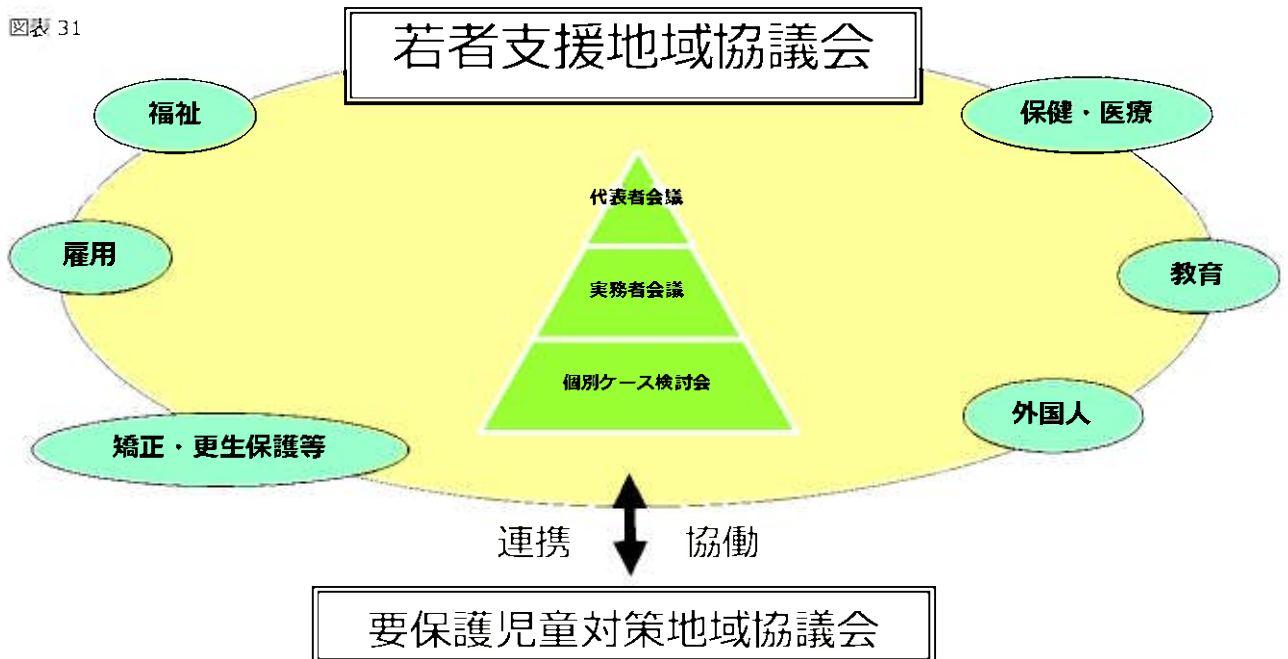 図表 31
若者支援地域協議会
福祉
保健・医療
代表者会議
雇用
教育
実務者会議
個別ケース検討会
外国人
矯正・更生保護等
連携
協働
要保護児童対策地域協議会